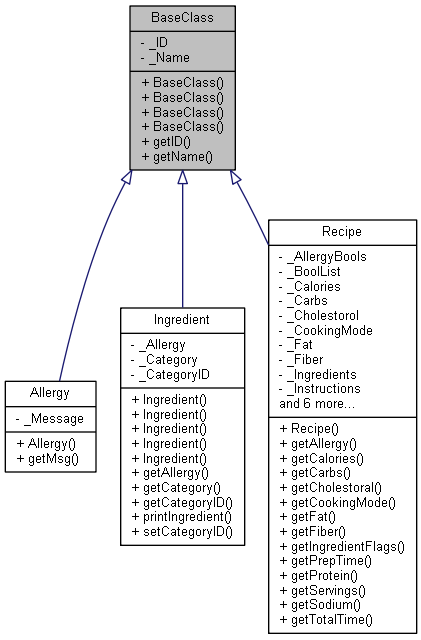 BaseClass
- _ID
- _Name
+ BaseClass()
+ BaseClass()
+ BaseClass()
+ BaseClass()
+ getID()
+ getName()
Allergy
- _Message
+ Allergy()
+ getMsg()
Ingredient
- _Allergy
- _Category
- _CategoryID
+ Ingredient()
+ Ingredient()
+ Ingredient()
+ Ingredient()
+ Ingredient()
+ getAllergy()
+ getCategory()
+ getCategoryID()
+ printIngredient()
+ setCategoryID()
Recipe
- _AllergyBools
- _BoolList
- _Calories
- _Carbs
- _Cholestorol
- _CookingMode
- _Fat
- _Fiber
- _Ingredients
- _Instructions
and 6 more...
+ Recipe()
+ getAllergy()
+ getCalories()
+ getCarbs()
+ getCholestoral()
+ getCookingMode()
+ getFat()
+ getFiber()
+ getIngredientFlags()
+ getPrepTime()
+ getProtein()
+ getServings()
+ getSodium()
+ getTotalTime()